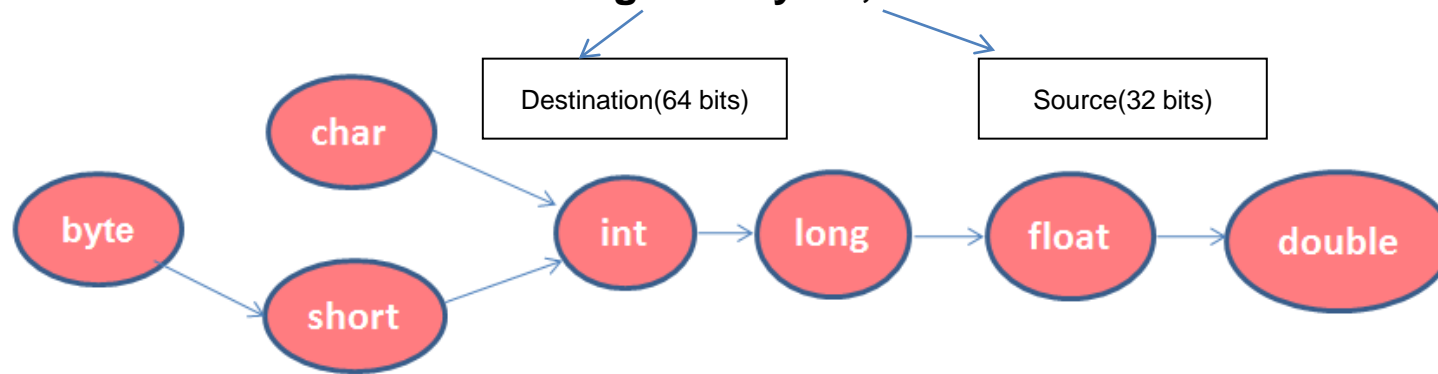 Destination(64 bits)
Source(32 bits)
char
byte
int
long
float
double
short